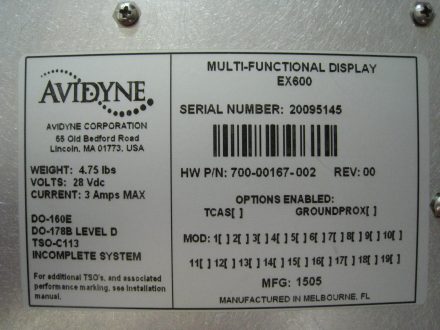 AVIDYNE
AVIDYNE CORPORATION
55 Old Bedford Road
Lincoln, MA 01773. USA
WEIGHT: 4.75 lbs
VOLTS: 28 Vdc
CURRENT: 3 Amps MAX
DO-160E
DO-178B LEVEL D
TSO-C113
INCOMPLETE SYSTEM
For additional TSO's, and associated
performance marking, see installation
manual.
MULTI-FUNCTIONAL DISPLAY
EX600
SERIAL NUMBER: 20095145
HW P/N: 700-00167-002 REV: 00
OPTIONS ENABLED:
TCAS[ ] GROUNDPROX[ ]
MOD: 1[ ] 2[ ] 3[ ] 4[ ] 5[ ] 6[ ] 7[ ] 8[ ] 9[ ] 10[ ]
11[ ] 12[ ] 13[ ] 14[ ] 15[ ] 16[ ] 17[ ] 18[ ] 19[ ]
MFG: 1505
MANUFACTURED IN MELBOURNE, FL